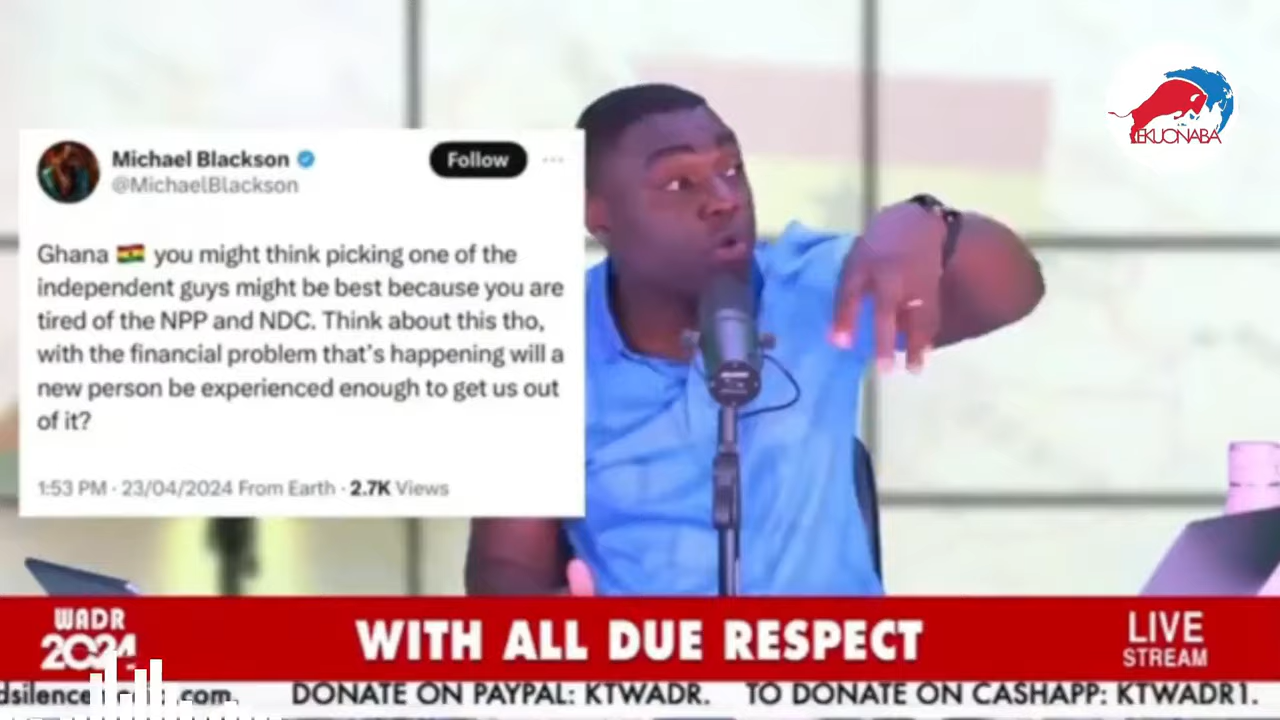 EKUONABA
Michael Blackson
@MichaelBlackson
Follow
Ghana 🇬🇭 you might think picking one of the
independent guys might be best because you are
tired of the NPP and NDC. Think about this tho,
with the financial problem that's happening will a
new person be experienced enough to get us out
of it?
1:53 PM · 23/04/2024 From Earth · 2.7K Views
WADR
2024
WITH ALL DUE RESPECT
LIVE
STREAM
.com. DONATE ON PAYPAL: KTWADR. TO DONATE ON CASHAPP: KTWADR1.